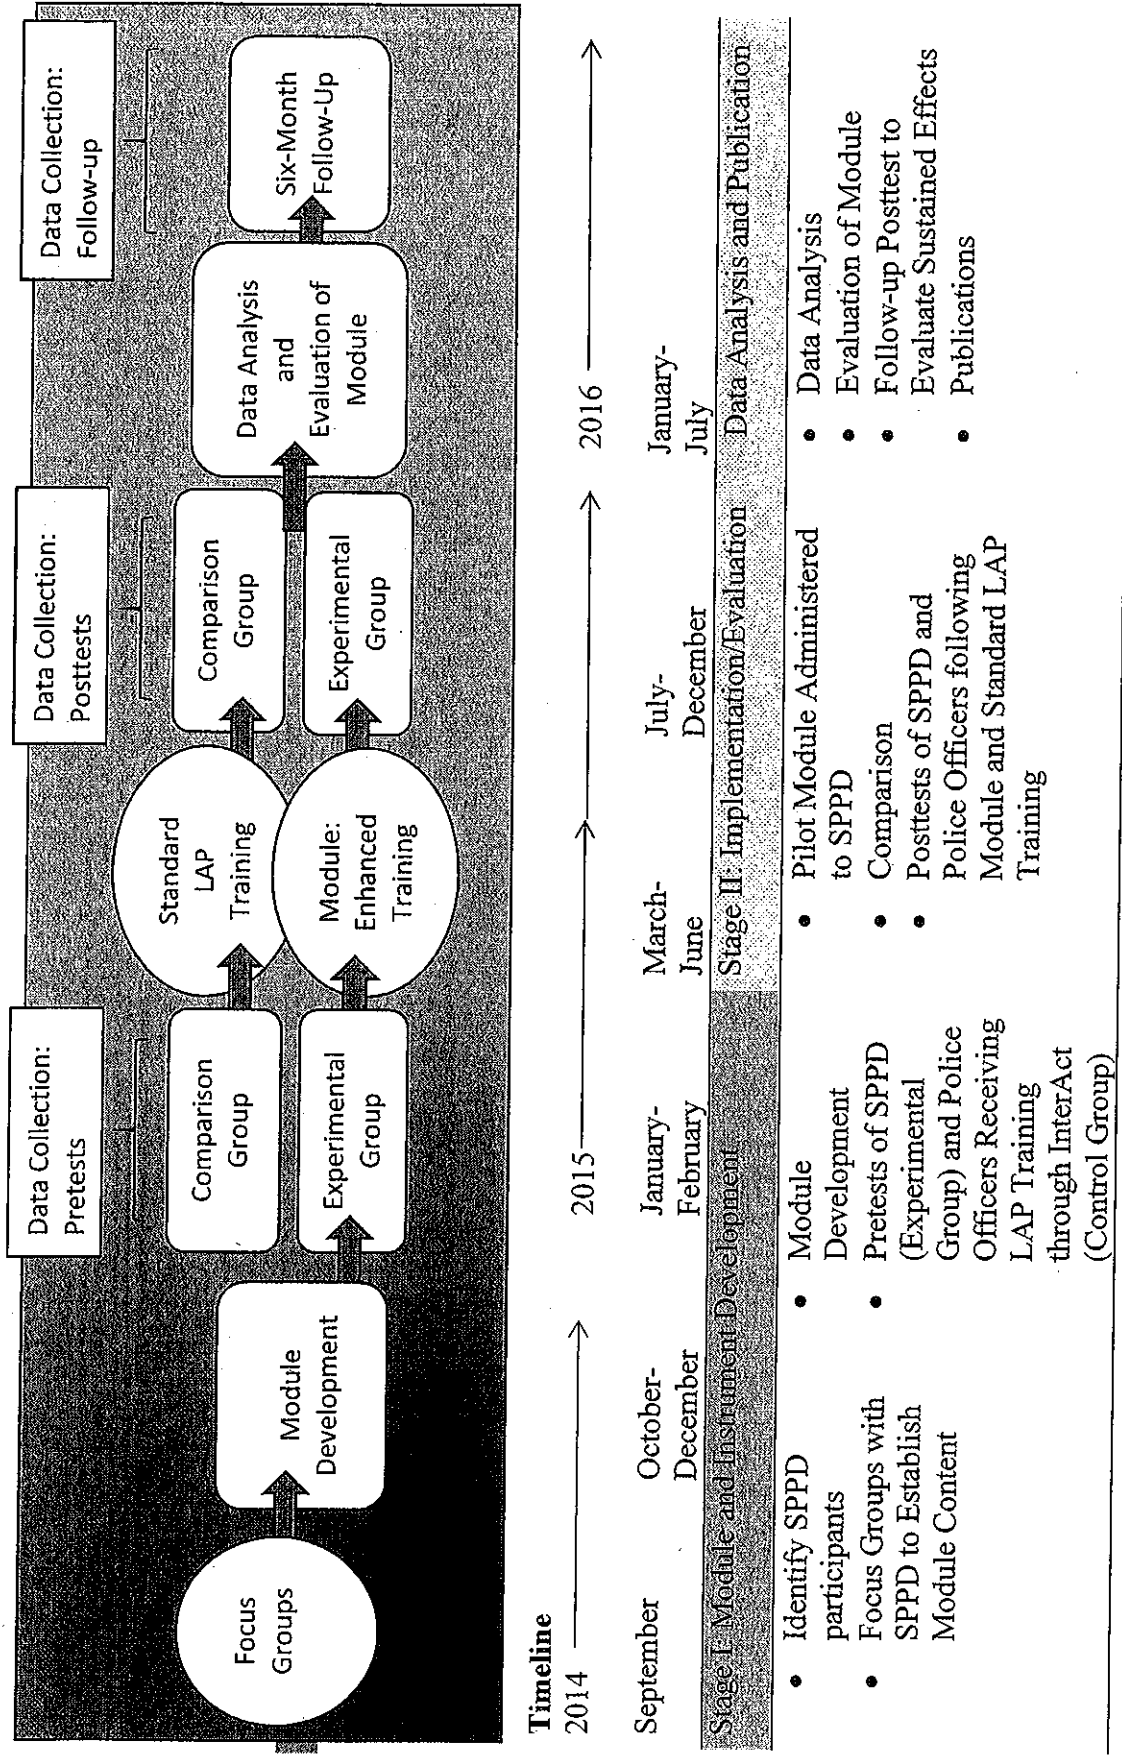 Data Collection:
Pretests
Data Collection:
Posttests
Data Collection:
Follow-up
Focus
Groups
Module
Development
Comparison
Group
Experimental
Group
Standard
LAP
Training
Module:
Enhanced
Training
Comparison
Group
Experimental
Group
Data Analysis
and
Evaluation of
Module
Six-Month
Follow-Up
Timeline
2014
2015
2016
September
October-
December
January-
February
March-
June
July-
December
January-
July
Stage I: Module and Instrument Development
Stage II: Implementation/Evaluation
Data Analysis and Publication
• Identify SPPD
participants
• Focus Groups with
SPPD to Establish
Module Content
• Module
Development
• Pretests of SPPD
(Experimental
Group) and Police
Officers Receiving
LAP Training
through InterAct
(Control Group)
• Pilot Module Administered
to SPPD
• Comparison
• Posttests of SPPD and
Police Officers following
Module and Standard LAP
Training
• Data Analysis
• Evaluation of Module
• Follow-up Posttest to
Evaluate Sustained Effects
• Publications